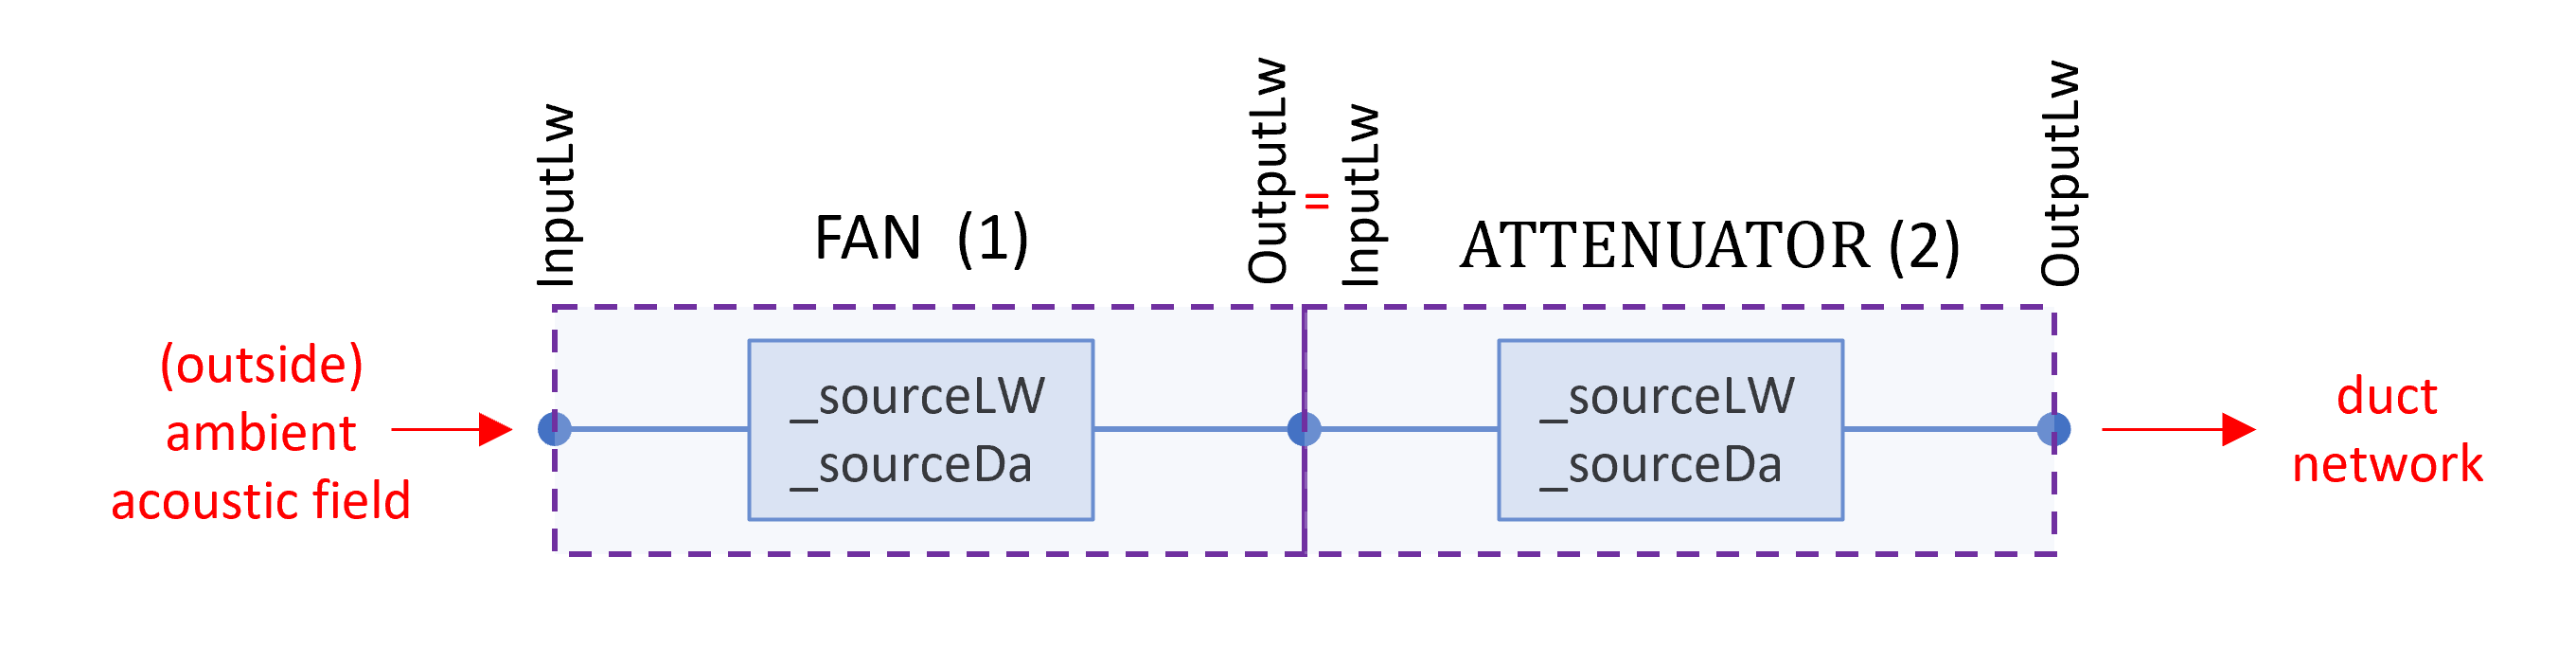 InputLw
OutputLw
=
InputLw
OutputLw
FAN (1)
ATTENUATOR (2)
(outside)
ambient
acoustic field
_sourceLW
_sourceDa
_sourceLW
_sourceDa
duct
network